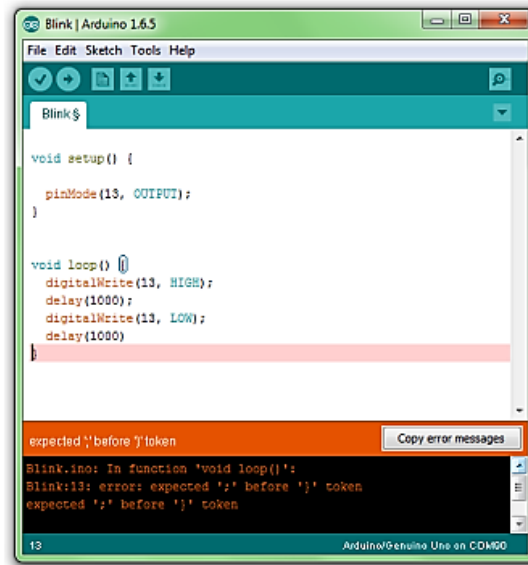 Blink | Arduino 1.6.5
File Edit Sketch Tools Help
Blink §
void setup() {
pinMode(13, OUTPUT);
}
void loop() {
digitalWrite(13, HIGH);
delay(1000);
digitalWrite(13, LOW);
delay(1000)
}
expected ';' before '}' token
Copy error messages
Blink.ino: In function 'void loop()':
Blink:13: error: expected ';' before '}' token
expected ';' before '}' token
13
Arduino/Genuino Uno on COM90